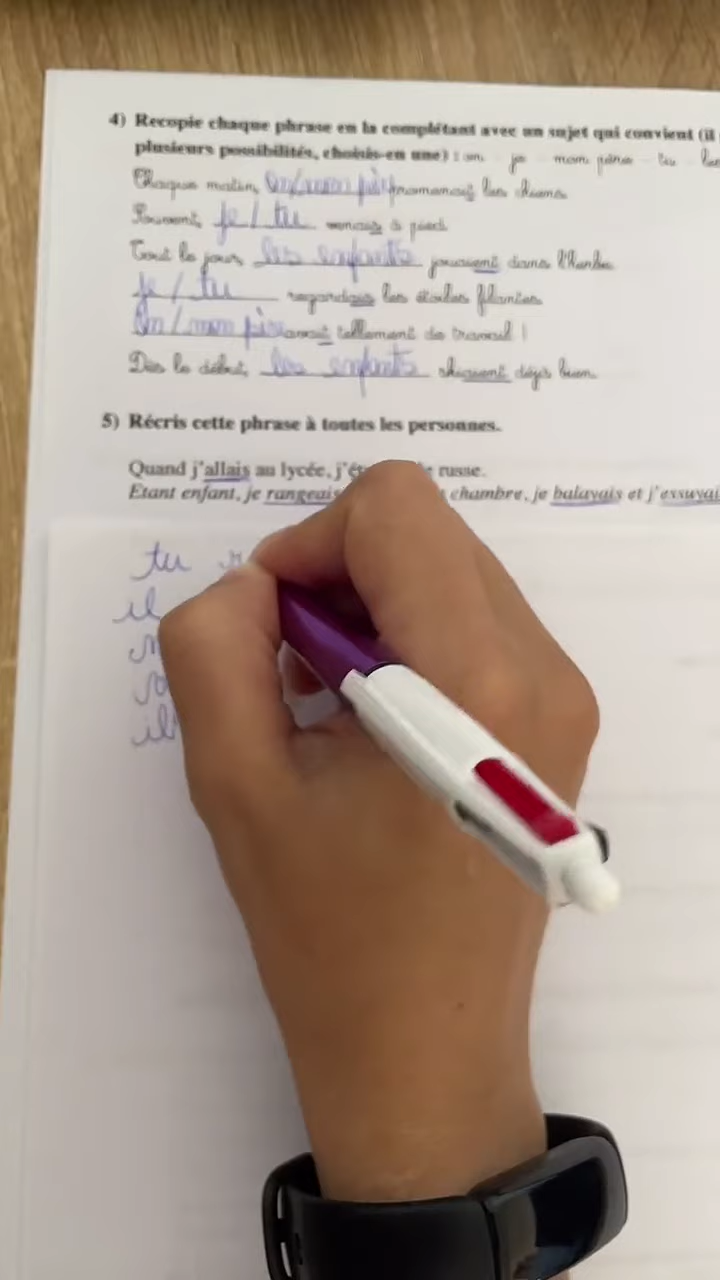 4) Recopie chaque phrase en la complétant avec un sujet qui convient (il
plusieurs possibilités, choisis-en une) : on je mon père tu les
Chaque matin, on/mon père promenait les chiens.
Souvent, je / tu venais à pied.
Tout le jour, les enfants jouaient dans l'herbe.
je / tu regardais les étoiles filantes.
On / mon père avait tellement de travail !
Dès le début, les enfants skiaient déjà bien.
5) Récris cette phrase à toutes les personnes.
Quand j'allais au lycée, russe.
Etant enfant, je rangeais chambre, je balayais et j'essuyai
tu
il